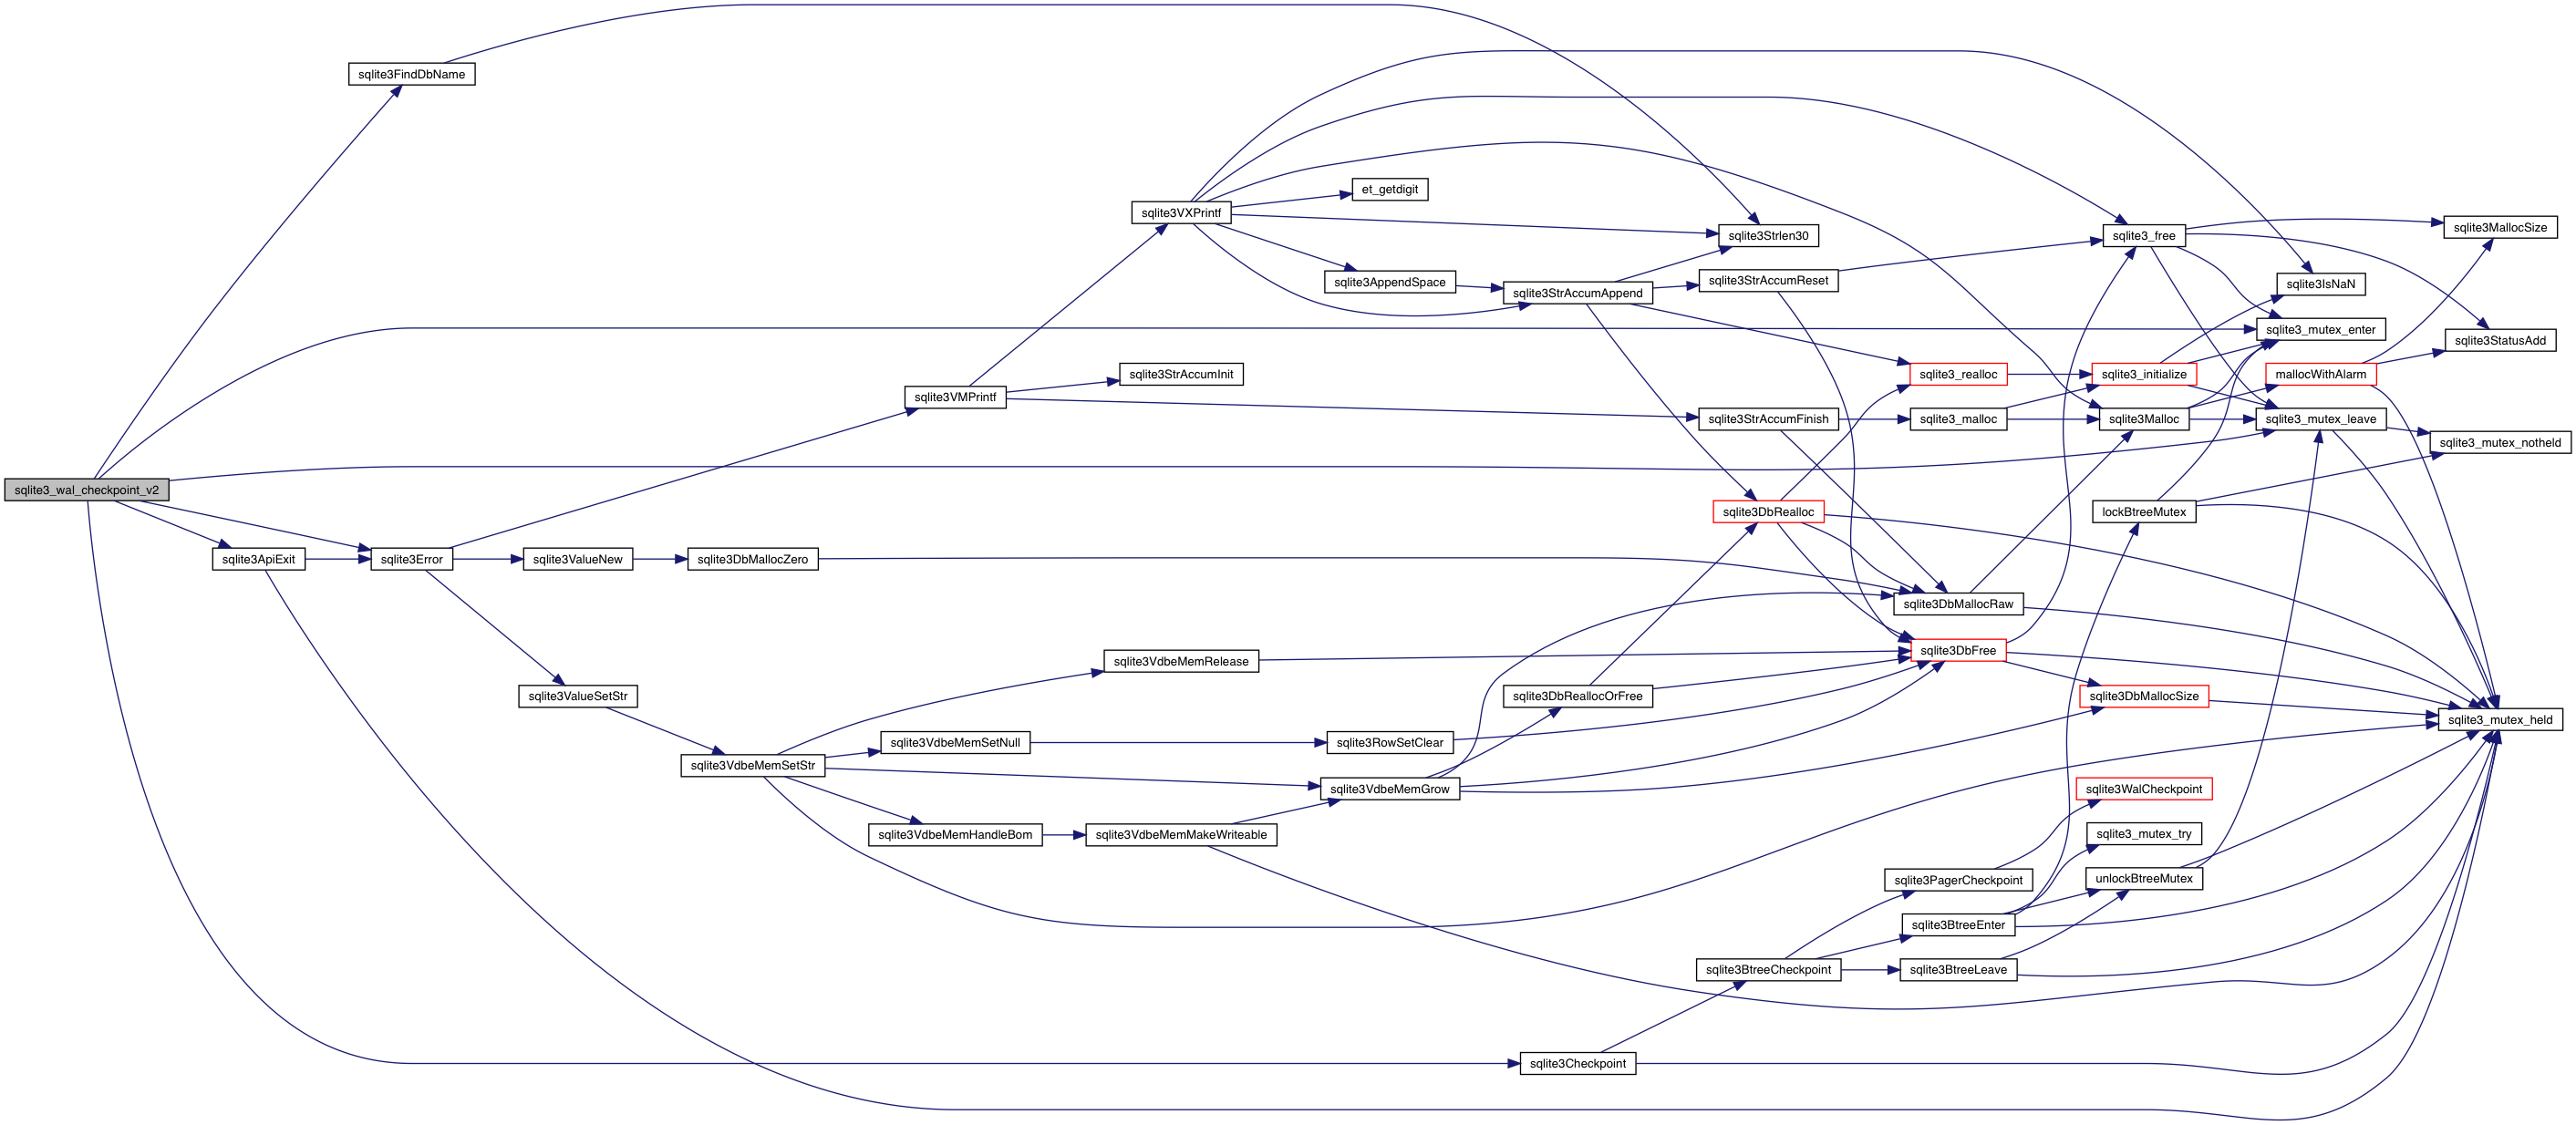 sqlite3_wal_checkpoint_v2
sqlite3FindDbName
sqlite3ApiExit
sqlite3Error
sqlite3ValueNew
sqlite3ValueSetStr
sqlite3DbMallocZero
sqlite3VdbeMemSetStr
sqlite3VMPrintf
sqlite3VdbeMemSetNull
sqlite3VdbeMemHandleBom
sqlite3VXPrintf
sqlite3StrAccumInit
sqlite3VdbeMemRelease
sqlite3VdbeMemMakeWriteable
et_getdigit
sqlite3AppendSpace
sqlite3RowSetClear
sqlite3VdbeMemGrow
sqlite3StrAccumAppend
sqlite3DbReallocOrFree
sqlite3Checkpoint
sqlite3Strlen30
sqlite3StrAccumReset
sqlite3StrAccumFinish
sqlite3DbRealloc
sqlite3BtreeCheckpoint
sqlite3_realloc
sqlite3_malloc
sqlite3DbMallocRaw
sqlite3DbFree
sqlite3PagerCheckpoint
sqlite3BtreeEnter
sqlite3BtreeLeave
sqlite3_free
sqlite3_initialize
sqlite3Malloc
lockBtreeMutex
sqlite3DbMallocSize
sqlite3WalCheckpoint
sqlite3_mutex_try
unlockBtreeMutex
sqlite3IsNaN
sqlite3_mutex_enter
mallocWithAlarm
sqlite3_mutex_leave
sqlite3MallocSize
sqlite3StatusAdd
sqlite3_mutex_notheld
sqlite3_mutex_held